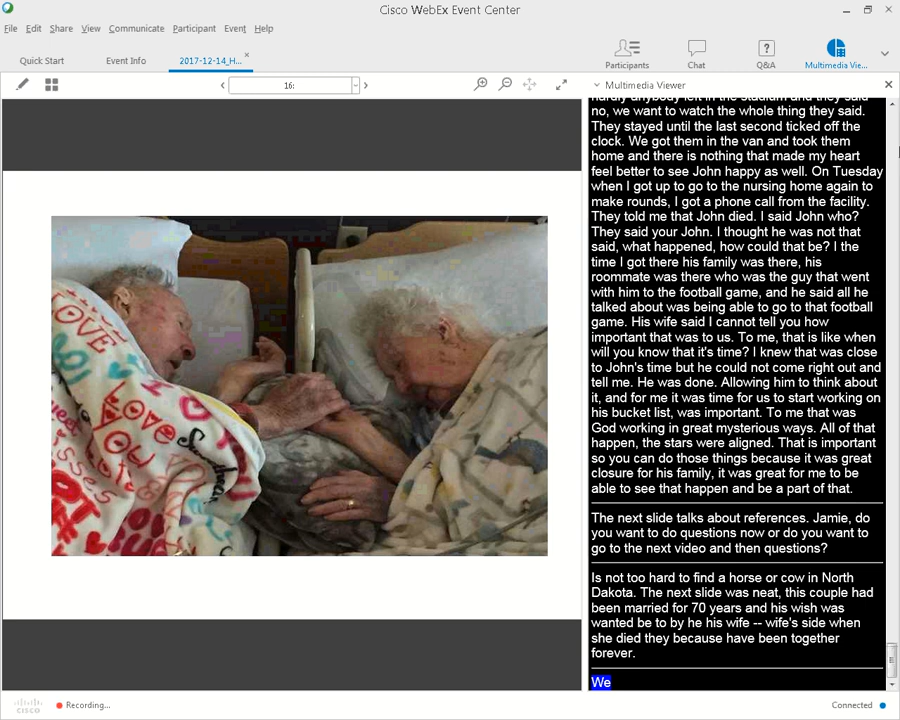 Cisco WebEx Event Center
File Edit Share View Communicate Participant Event Help
Quick Start Event Info 2017-12-14_H... Participants Chat Q&A Multimedia Vie...
16:
Multimedia Viewer
hardly anybody left in the stadium and they said
no, we want to watch the whole thing they said.
They stayed until the last second ticked off the
clock. We got them in the van and took them
home and there is nothing that made my heart
feel better to see John happy as well. On Tuesday
when I got up to go to the nursing home again to
make rounds, I got a phone call from the facility.
They told me that John died. I said John who?
They said your John. I thought he was not that
said, what happened, how could that be? I the
time I got there his family was there, his
roommate was there who was the guy that went
with him to the football game, and he said all he
talked about was being able to go to that football
game. His wife said I cannot tell you how
important that was to us. To me, that is like when
will you know that it's time? I knew that was close
to John's time but he could not come right out and
tell me. He was done. Allowing him to think about
it, and for me it was time for us to start working on
his bucket list, was important. To me that was
God working in great mysterious ways. All of that
happen, the stars were aligned. That is important
so you can do those things because it was great
closure for his family, it was great for me to be
able to see that happen and be a part of that.
The next slide talks about references. Jamie, do
you want to do questions now or do you want to
go to the next video and then questions?
Is not too hard to find a horse or cow in North
Dakota. The next slide was neat, this couple had
been married for 70 years and his wish was
wanted be to by he his wife -- wife's side when
she died they because have been together
forever.
We
LOVE
Love
you
Love
cisco Recording... Connected